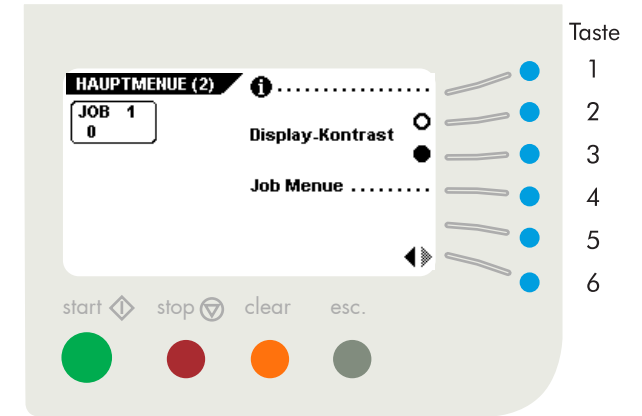 Taste
HAUPTMENUE (2)
i....................
1
JOB 1
0
2
Display-Kontrast
3
Job Menue .........
4
5
6
start stop clear esc.